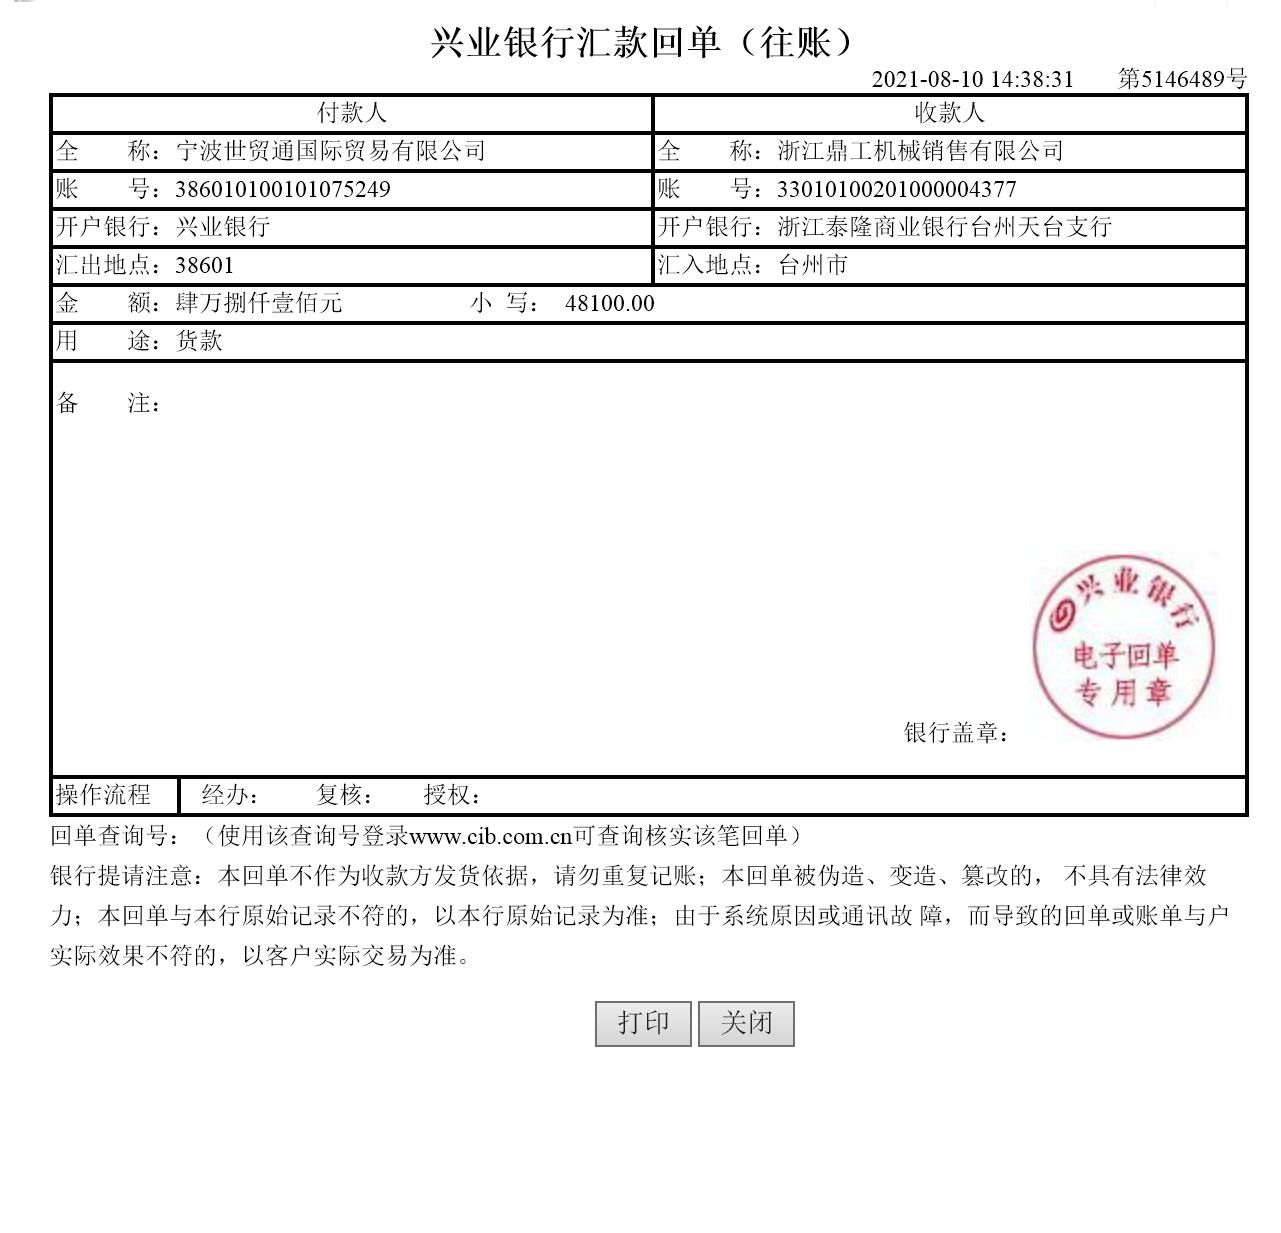 兴业银行汇款回单（往账）
2021-08-10 14:38:31 第5146489号
付款人 收款人
全 称：宁波世贸通国际贸易有限公司 全 称：浙江鼎工机械销售有限公司
账 号：386010100101075249 账 号：33010100201000004377
开户银行：兴业银行 开户银行：浙江泰隆商业银行台州天台支行
汇出地点：38601 汇入地点：台州市
金 额：肆万捌仟壹佰元 小 写： 48100.00
用 途：货款
备 注：
兴业银行
电子回单
专用章
银行盖章：
操作流程 经办： 复核： 授权：
回单查询号：（使用该查询号登录www.cib.com.cn可查询核实该笔回单）
银行提请注意：本回单不作为收款方发货依据，请勿重复记账；本回单被伪造、变造、篡改的， 不具有法律效
力；本回单与本行原始记录不符的，以本行原始记录为准；由于系统原因或通讯故 障，而导致的回单或账单与户
实际效果不符的，以客户实际交易为准。
打印 关闭